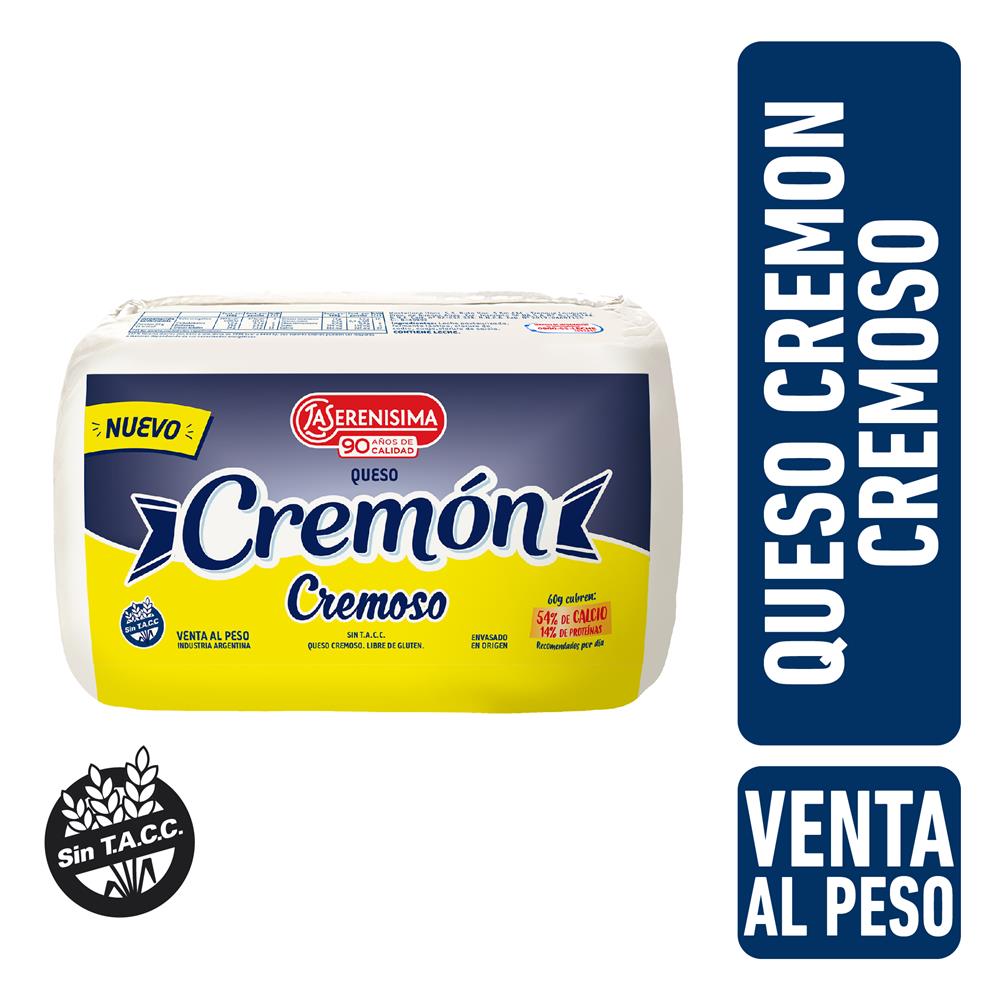 NUEVO
LASERENISIMA
90 AÑOS DE
CALIDAD
QUESO
Cremón
Cremoso
Sin T.A.C.C.
VENTA AL PESO
INDUSTRIA ARGENTINA
SIN T.A.C.C.
QUESO CREMOSO. LIBRE DE GLUTEN.
ENVASADO
EN ORIGEN
60g cubren:
54% DE CALCIO
14% DE PROTEÍNAS
Recomendados por día
CONTIENE LECHE.
Sin T.A.C.C.
QUESO CREMON
CREMOSO
VENTA
AL PESO